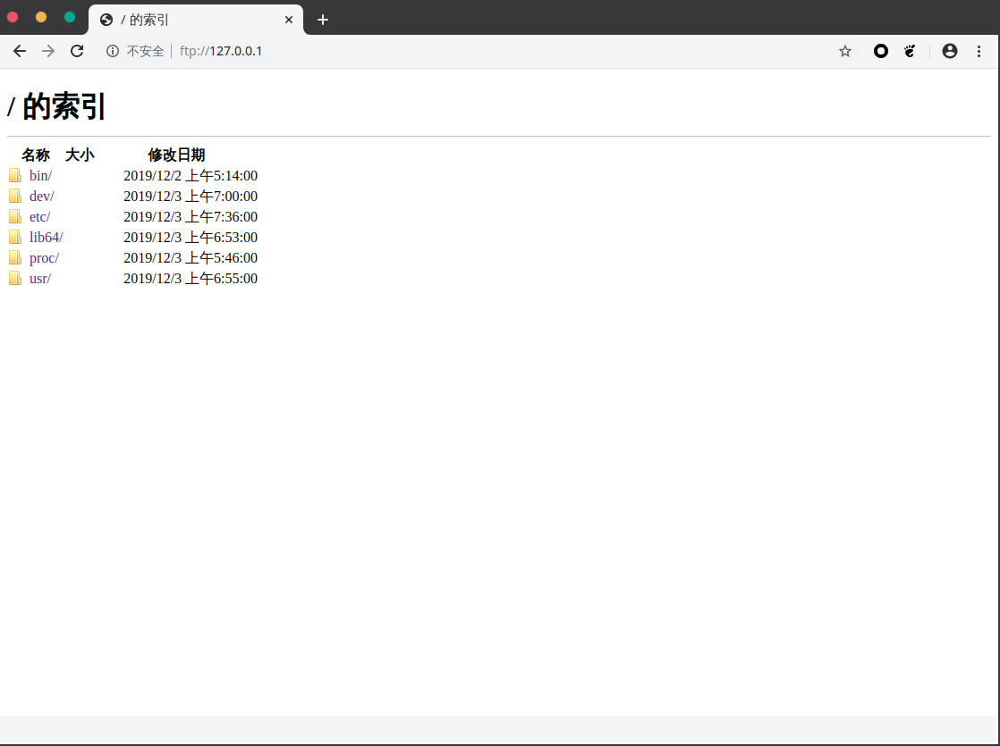 / 的索引
不安全 ftp://127.0.0.1
/ 的索引
名称 大小 修改日期
bin/ 2019/12/2 上午5:14:00
dev/ 2019/12/3 上午7:00:00
etc/ 2019/12/3 上午7:36:00
lib64/ 2019/12/3 上午6:53:00
proc/ 2019/12/3 上午5:46:00
usr/ 2019/12/3 上午6:55:00